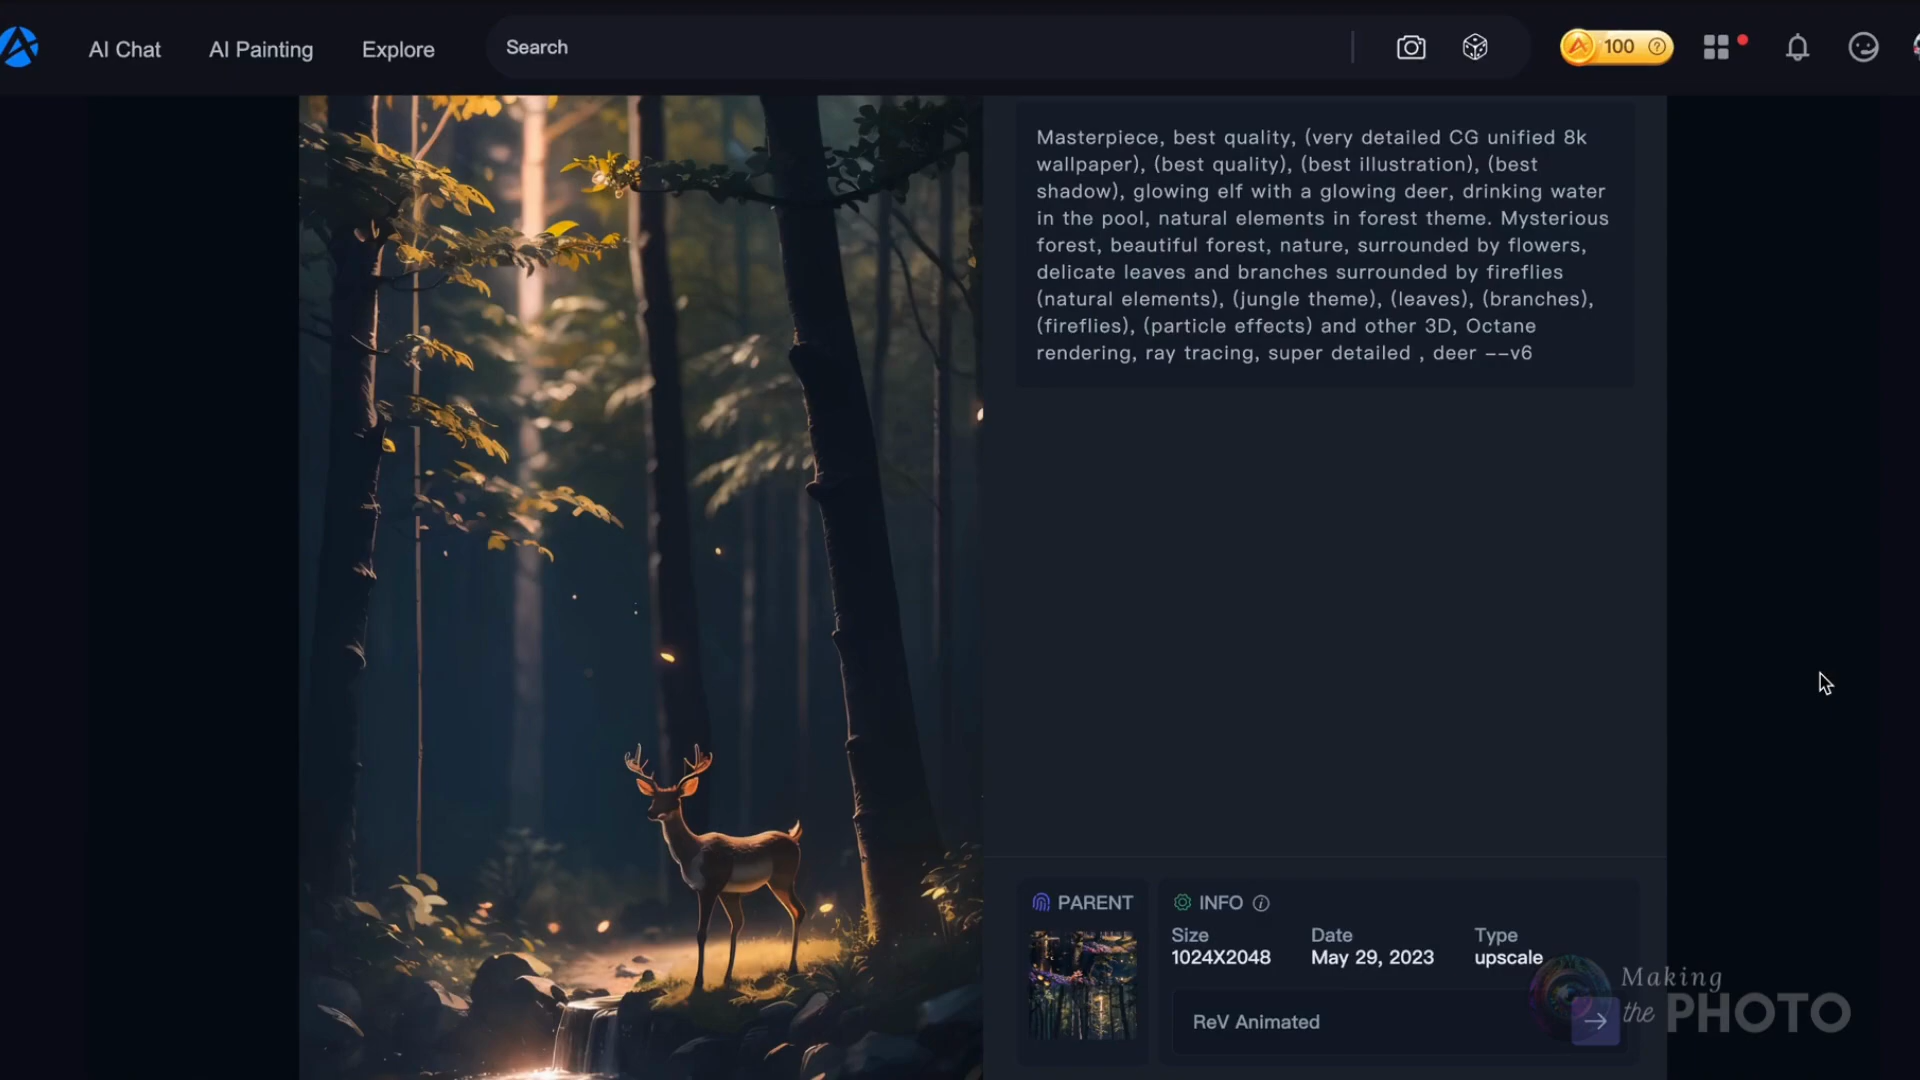 AI Chat
AI Painting
Explore
Search
100
Masterpiece, best quality, (very detailed CG unified 8k
wallpaper), (best quality), (best illustration), (best
shadow), glowing elf with a glowing deer, drinking water
in the pool, natural elements in forest theme. Mysterious
forest, beautiful forest, nature, surrounded by flowers,
delicate leaves and branches surrounded by fireflies
(natural elements), (jungle theme), (leaves), (branches),
(fireflies), (particle effects) and other 3D, Octane
rendering, ray tracing, super detailed , deer --v6
PARENT
INFO
Size
Date
Type
1024X2048
May 29, 2023
upscale
ReV Animated
Making
the PHOTO